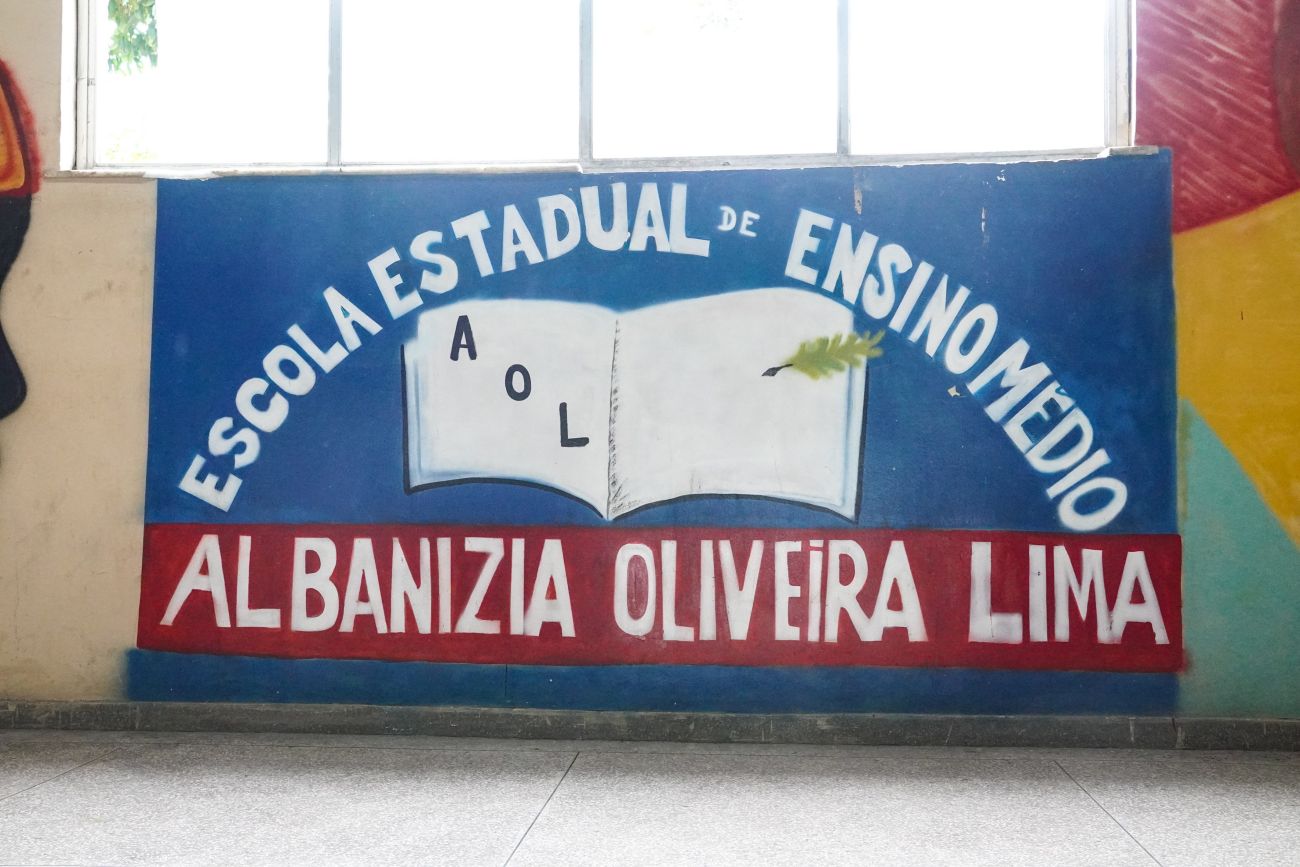 ESCOLA ESTADUAL DE ENSINO MÉDIO
A
O
L
ALBANIZIA OLIVEiRA LIMA